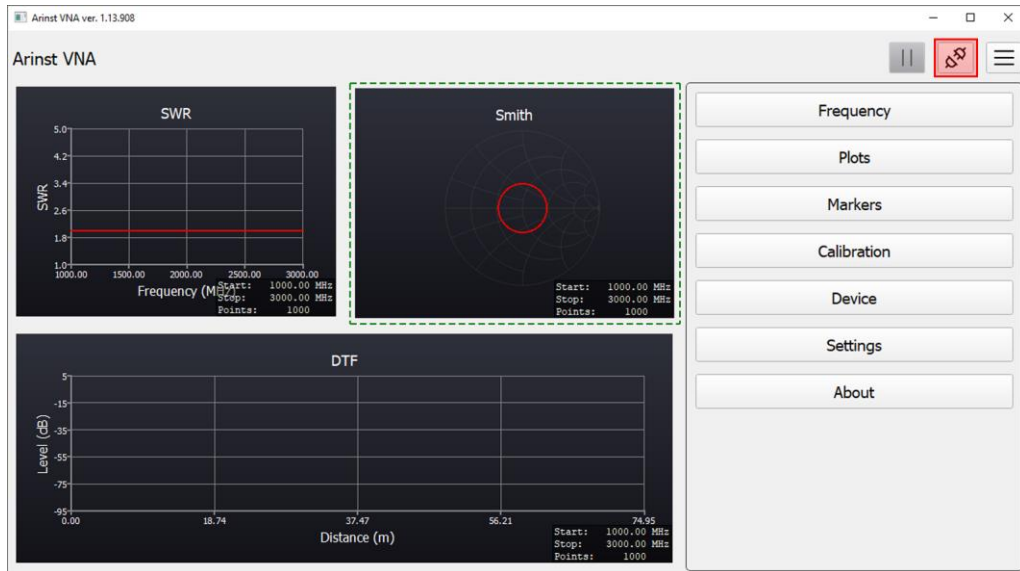 Arinst VNA ver. 1.13.908
Arinst VNA
SWR
5.0
4.2
3.4
2.6
1.8
1.0
SWR
1000.00 1500.00 2000.00 2500.00 3000.00
Frequency (MHz)
Start: 1000.00 MHz
Stop: 3000.00 MHz
Points: 1000
Smith
Start: 1000.00 MHz
Stop: 3000.00 MHz
Points: 1000
DTF
5
-15
-35
-55
-75
-95
Level (dB)
0.00 18.74 37.47 56.21 74.95
Distance (m)
Start: 1000.00 MHz
Stop: 3000.00 MHz
Points: 1000
Frequency
Plots
Markers
Calibration
Device
Settings
About